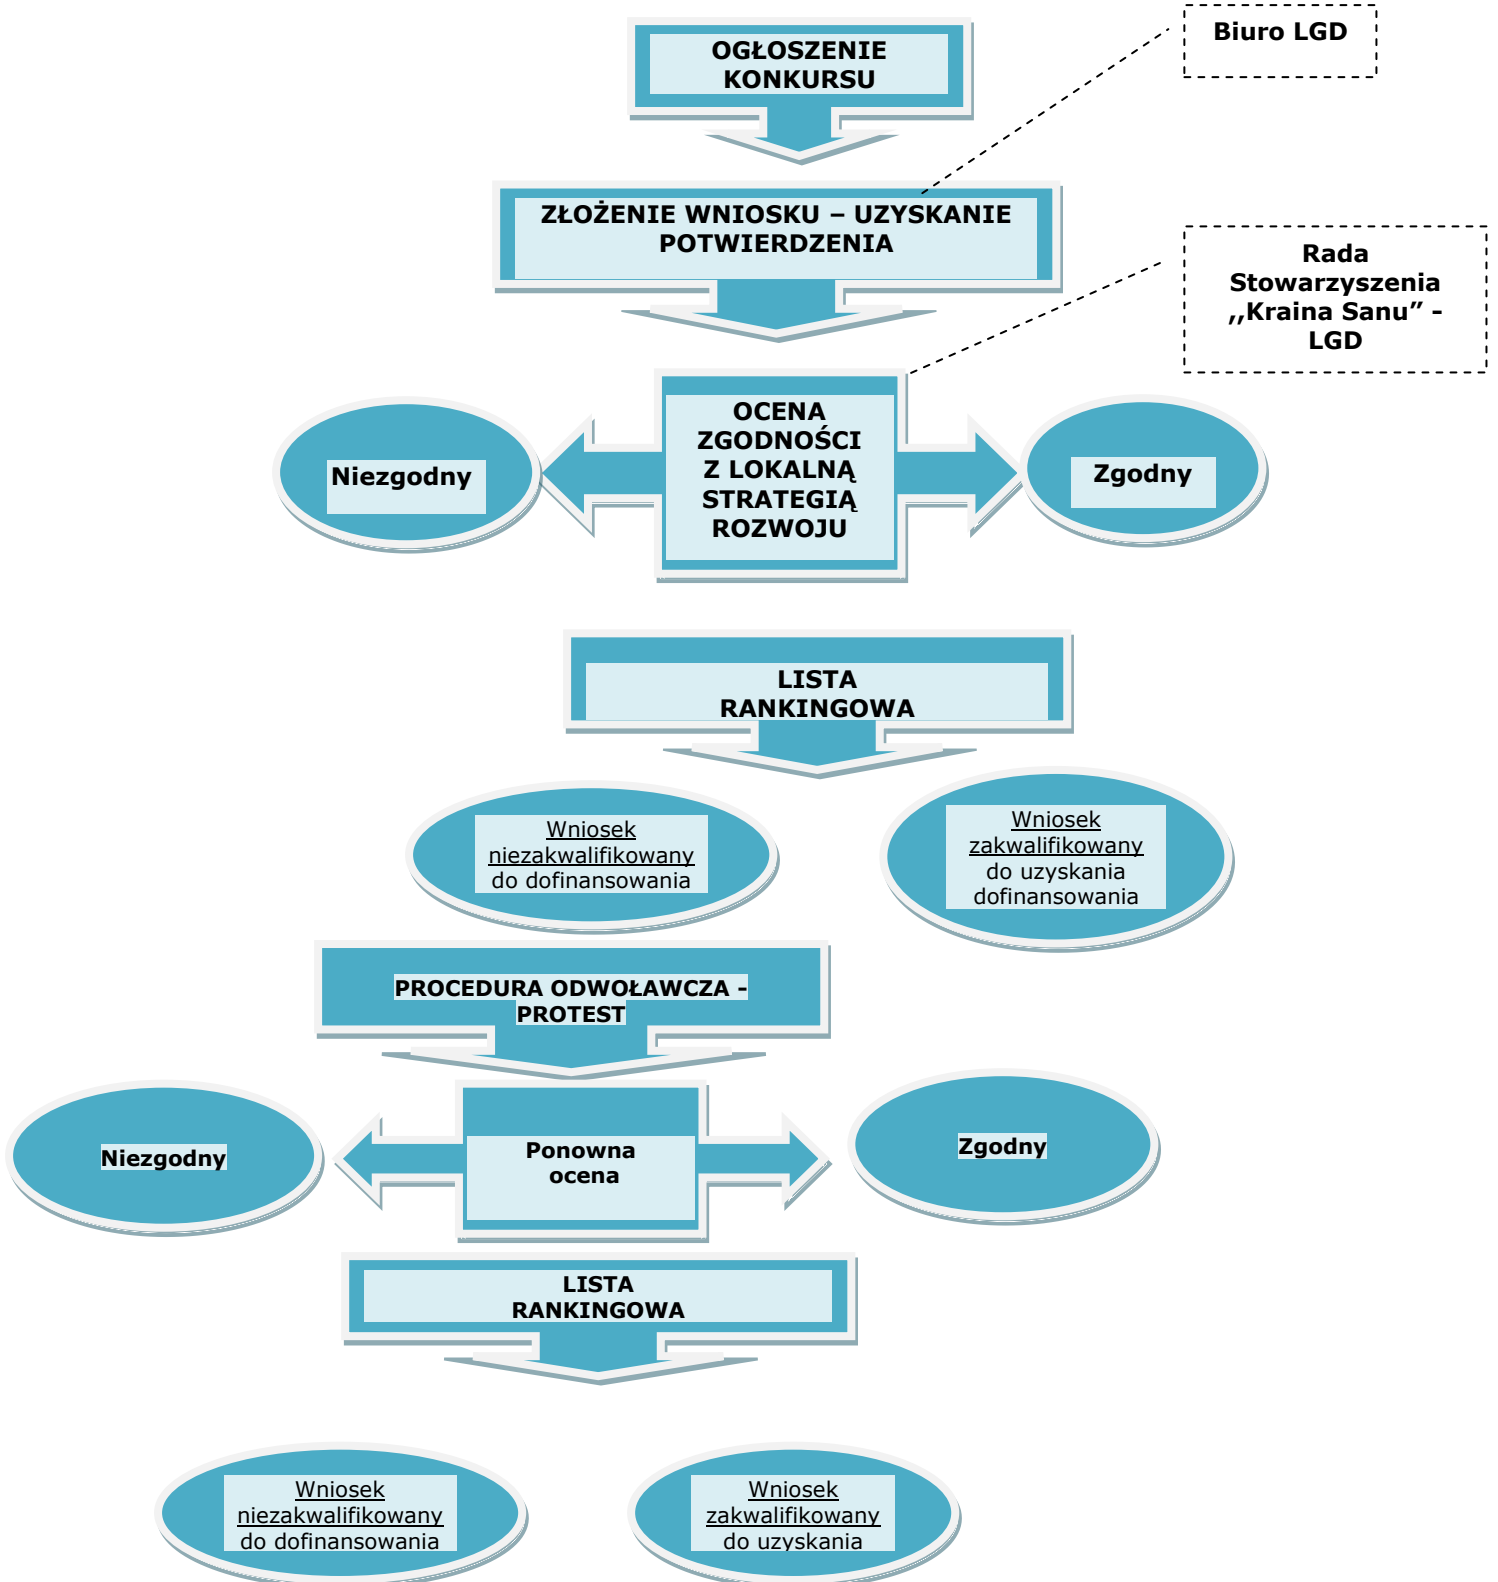 OGŁOSZENIE
KONKURSU
Biuro LGD
ZŁOŻENIE WNIOSKU – UZYSKANIE
POTWIERDZENIA
Rada
Stowarzyszenia
,,Kraina Sanu” -
LGD
Niezgodny
OCENA
ZGODNOŚCI
Z LOKALNĄ
STRATEGIĄ
ROZWOJU
Zgodny
LISTA
RANKINGOWA
Wniosek
niezakwalifikowany
do dofinansowania
Wniosek
zakwalifikowany
do uzyskania
dofinansowania
PROCEDURA ODWOŁAWCZA -
PROTEST
Niezgodny
Ponowna
ocena
Zgodny
LISTA
RANKINGOWA
Wniosek
niezakwalifikowany
do dofinansowania
Wniosek
zakwalifikowany
do uzyskania